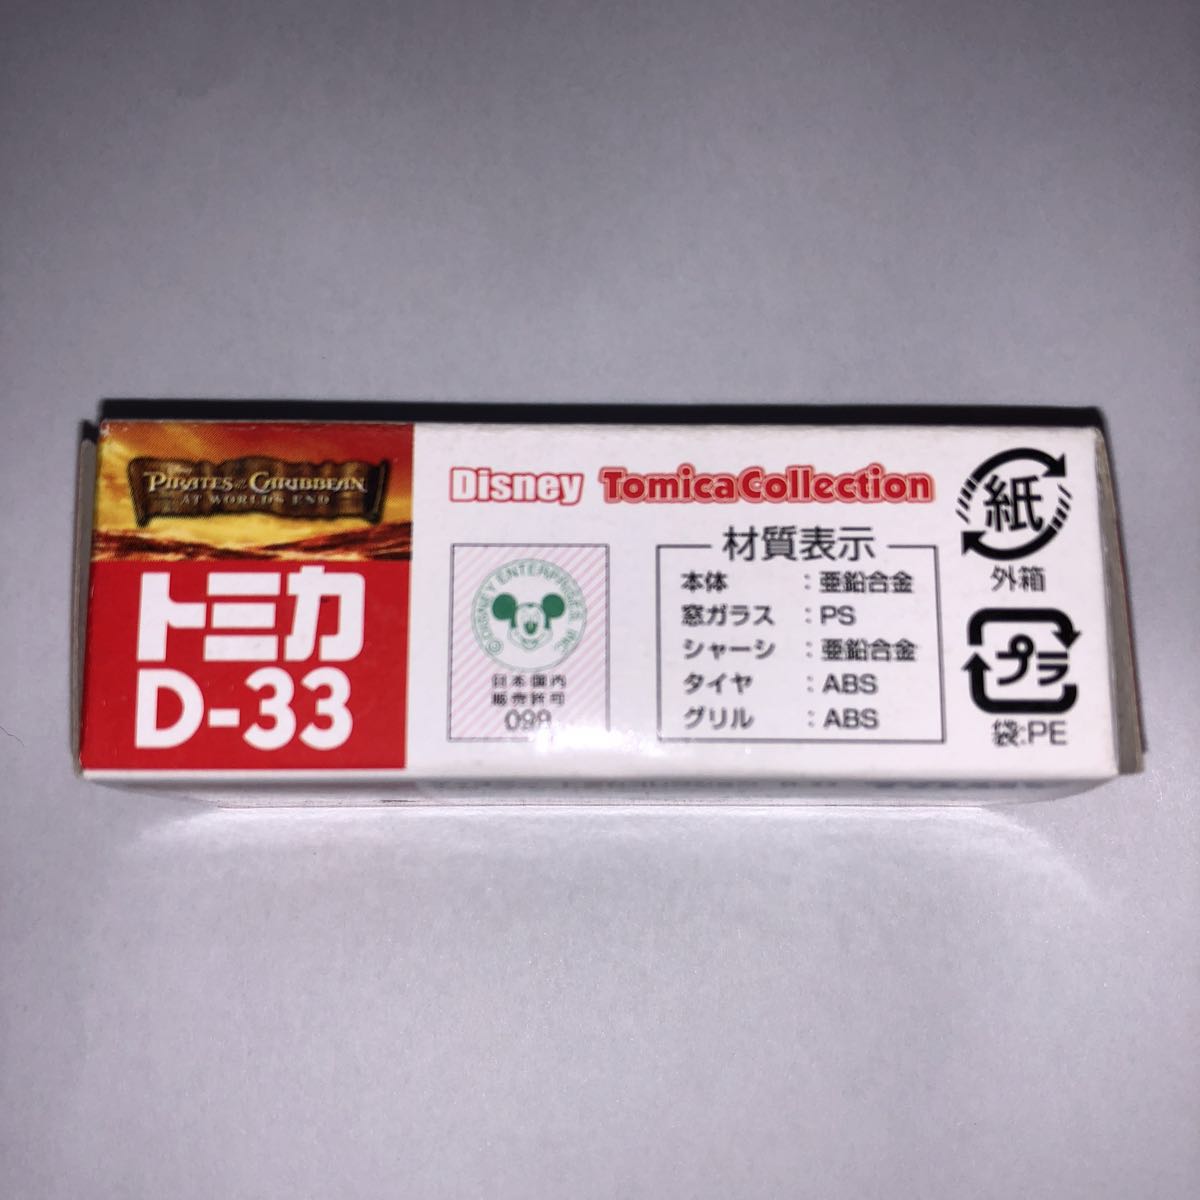 Disney
PIRATES of the CARIBBEAN
AT WORLD'S END
トミカ
D-33
Disney TomicaCollection
©DISNEY ENTERPRISES INC.
日本国内
販売許可
099
材質表示
本体 :亜鉛合金
窓ガラス :PS
シャーシ :亜鉛合金
タイヤ :ABS
グリル :ABS
紙
外箱
プラ
袋:PE